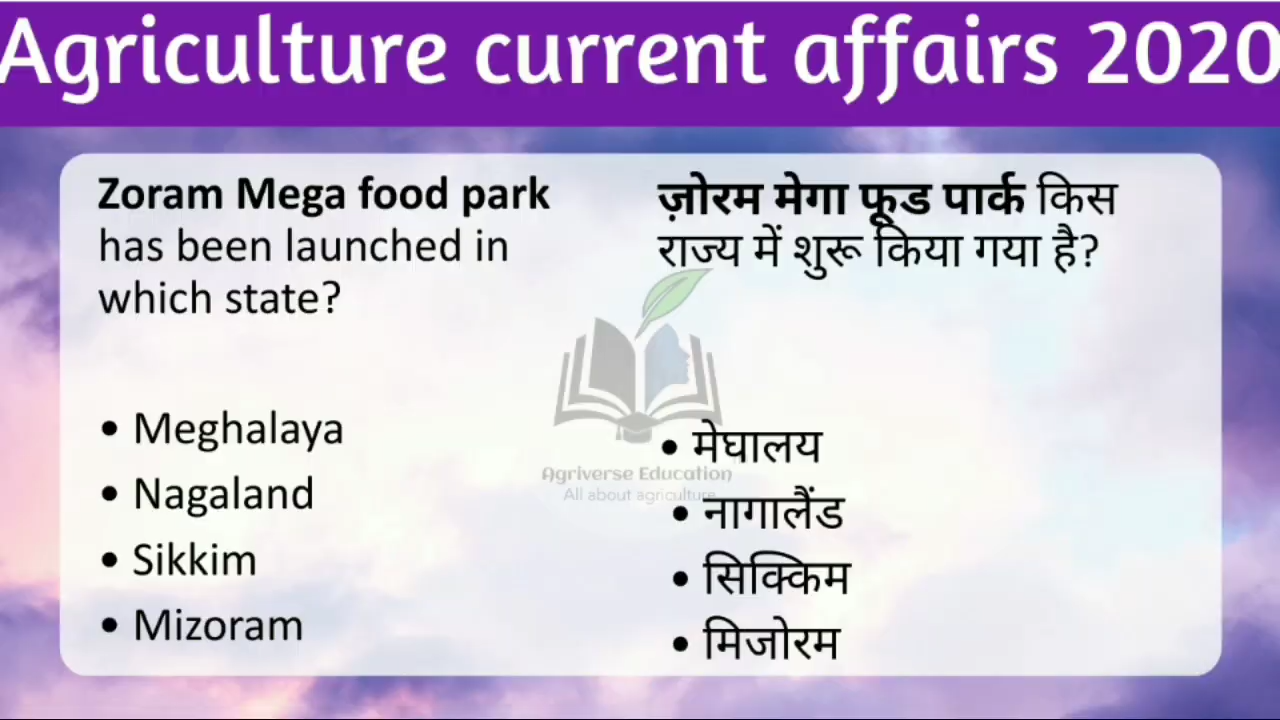 Agriculture current affairs 2020
Zoram Mega food park
has been launched in
which state?
• Meghalaya
• Nagaland
• Sikkim
• Mizoram
ज़ोरम मेगा फूड पार्क किस
राज्य में शुरू किया गया है?
• मेघालय
• नागालैंड
• सिक्किम
• मिजोरम
Agriverse Education
All about agriculture